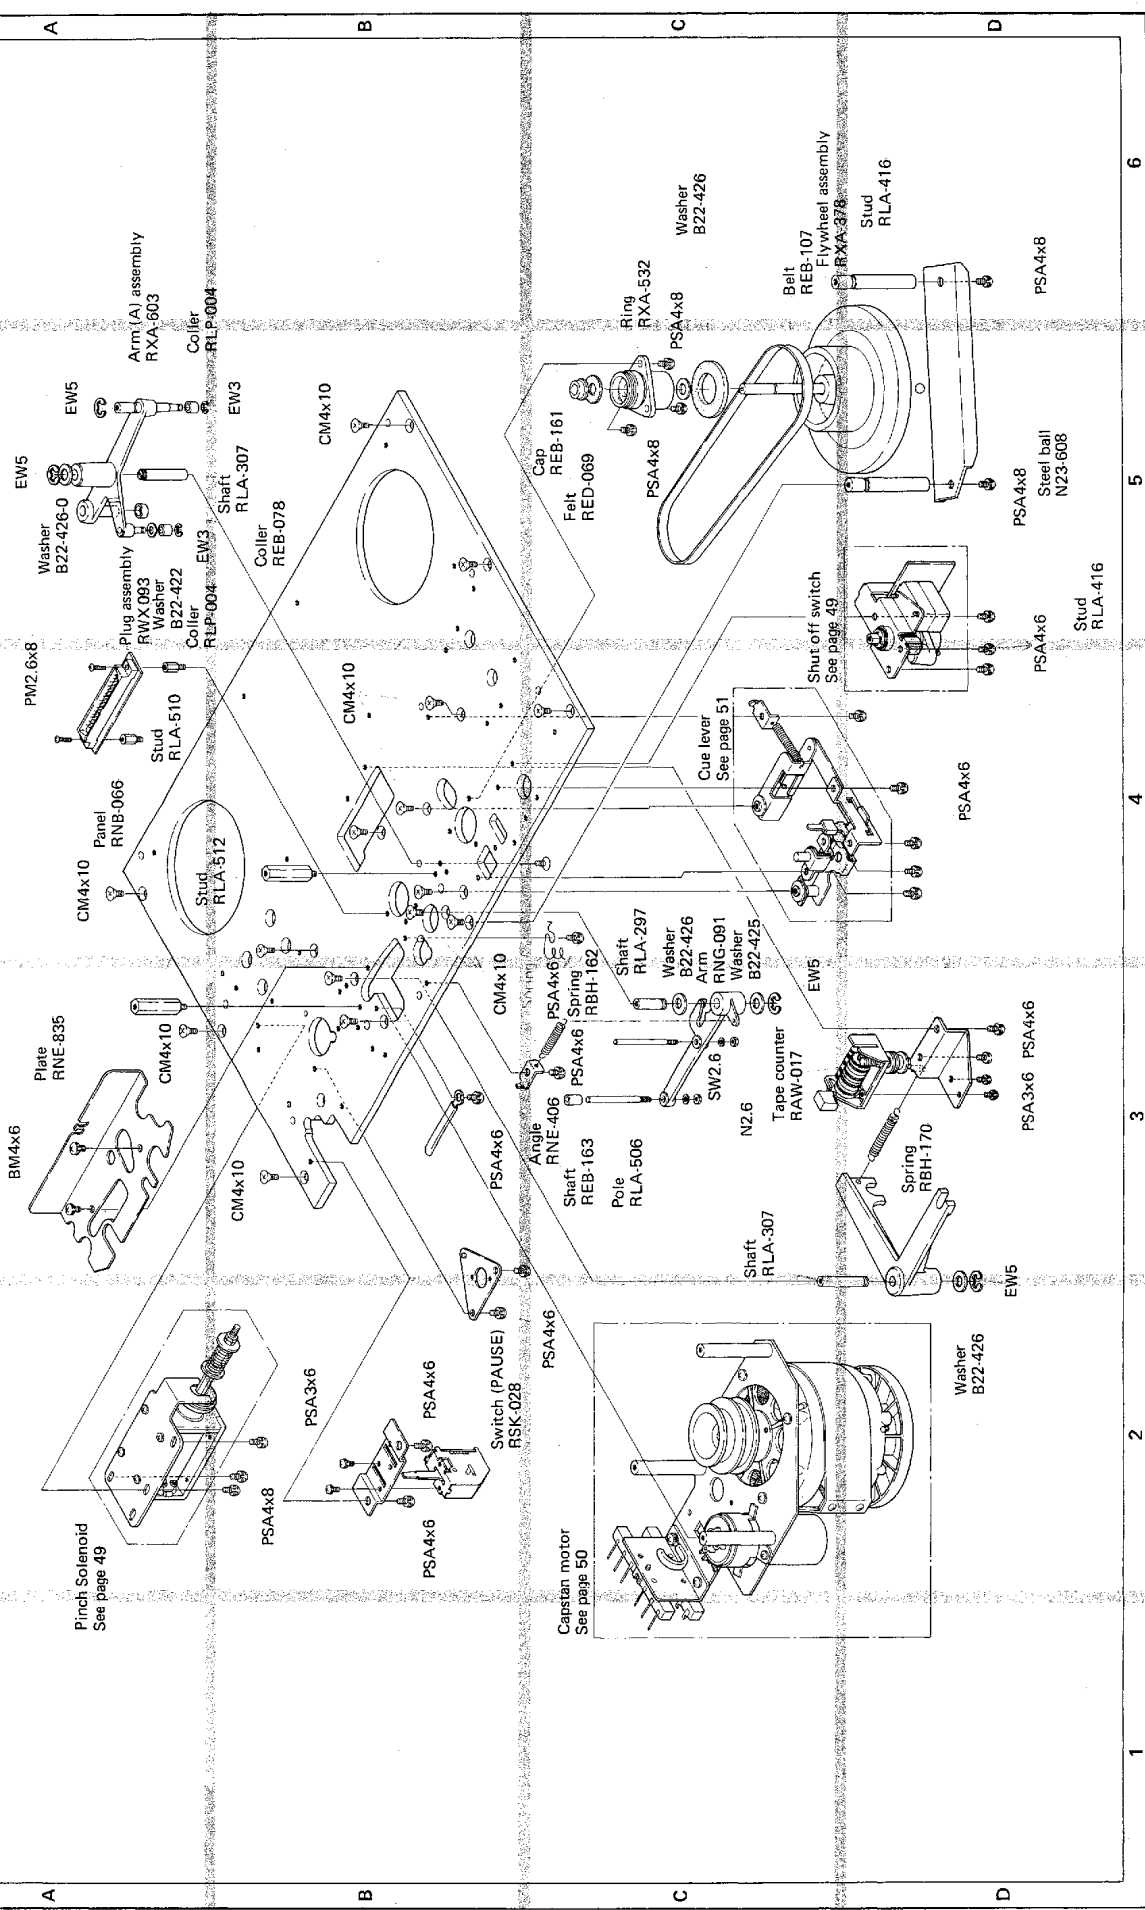 A
B
C
D
Pinch Solenoid
See page 49
PSA4x8
BM4x6
Plate
RNE-835
CM4x10
CM4x10
Panel
RNB-066
Stud
RLA-510
PM2.6x8
Plug assembly
RWX-093
Washer
B22-422
Coller
RLP-004
Washer
B22-426-0
EW5
EW5
EW3
Arm(A) assembly
RXA-603
Coller
RLP-004
EW3
Shaft
RLA-307
Coller
REB-078
CM4x10
CM4x10
Stud
RLA-512
CM4x10
PSA3x6
PSA4x6
PSA4x6
Switch (PAUSE)
RSK-028
PSA4x6
PSA4x6
CM4x10
Angle
RNE-406
PSA4x6
PSA4x6
Spring
RBH-162
Shaft
REB-163
Pole
RLA-506
Shaft
RLA-297
Washer
B22-426
Arm
RNG-091
Washer
B22-425
EW5
SW2.6
N2.6
Tape counter
RAW-017
PSA4x6
PSA3x6
Spring
RBH-170
Shaft
RLA-307
EW5
Washer
B22-426
Capstan motor
See page 50
Cue lever
See page 51
PSA4x6
Shut off switch
See page 49
PSA4x6
Stud
RLA-416
Cap
REB-161
Felt
RED-069
PSA4x8
Ring
RXA-532
PSA4x8
Washer
B22-426
Belt
REB-107
Flywheel assembly
RXA-378
Stud
RLA-416
PSA4x8
PSA4x8
Steel ball
N23-608
A
B
C
D
1
2
3
4
5
6